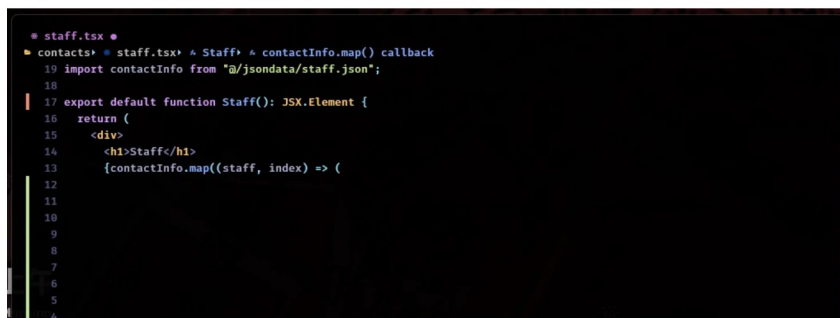 staff.tsx ●
contacts› staff.tsx› Staff› contactInfo.map() callback
19 import contactInfo from "@/jsondata/staff.json";
18
17 export default function Staff(): JSX.Element {
16 return (
15 <div>
14 <h1>Staff</h1>
13 {contactInfo.map((staff, index) => (
12
11
10
9
8
7
6
5
4